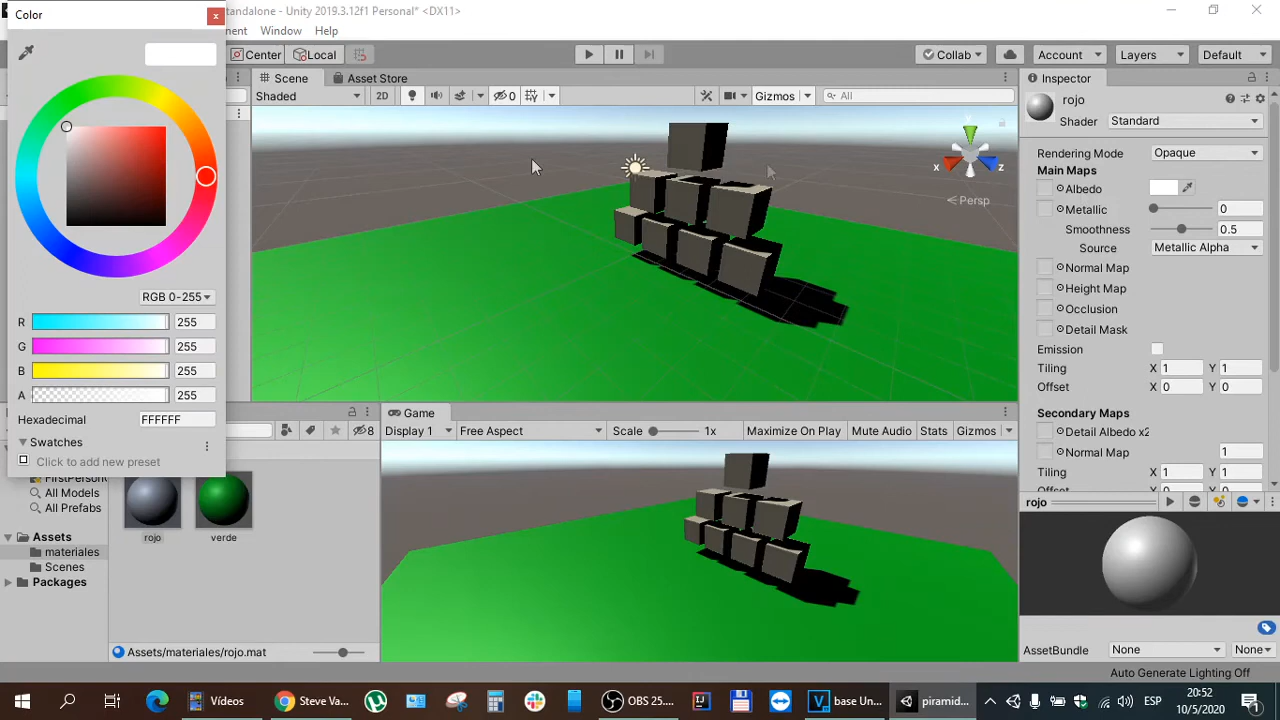 Color
x
tandalone - Unity 2019.3.12f1 Personal* <DX11>
Window Help
Center Local
Collab Account Layers Default
Scene Asset Store
Shaded 2D 0 Gizmos All
y
x
z
Persp
RGB 0-255
R 255
G 255
B 255
A 255
Hexadecimal FFFFFF
Swatches
Click to add new preset
8
All Models
All Prefabs
Assets
materiales
Scenes
Packages
rojo
verde
Assets/materiales/rojo.mat
Game
Display 1 Free Aspect Scale 1x Maximize On Play Mute Audio Stats Gizmos
Inspector
rojo
Shader Standard
Rendering Mode Opaque
Main Maps
Albedo
Metallic 0
Smoothness 0.5
Source Metallic Alpha
Normal Map
Height Map
Occlusion
Detail Mask
Emission
Tiling X 1 Y 1
Offset X 0 Y 0
Secondary Maps
Detail Albedo x2
Normal Map 1
Tiling X 1 Y 1
rojo
AssetBundle None None
Auto Generate Lighting Off
Vídeos
Steve Va...
OBS 25....
base Un...
piramid...
ESP
20:52
10/5/2020